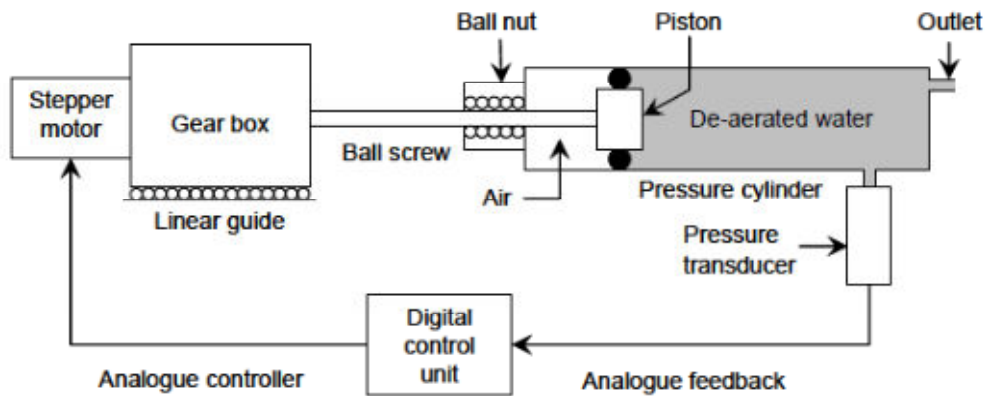 Ball nut
Piston
Outlet
Stepper
motor
Gear box
De-aerated water
Ball screw
Air
Pressure cylinder
Linear guide
Pressure
transducer
Digital
control
unit
Analogue controller
Analogue feedback